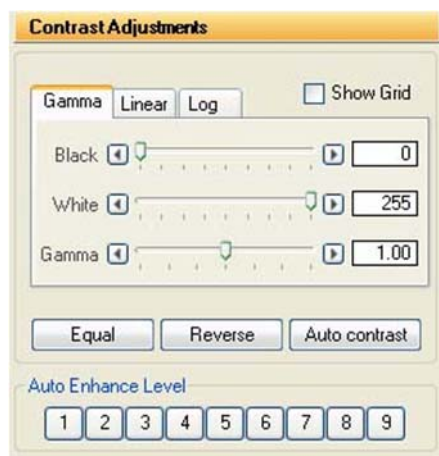 Contrast Adjustments
Gamma Linear Log Show Grid
Black 0
White 255
Gamma 1.00
Equal Reverse Auto contrast
Auto Enhance Level
1 2 3 4 5 6 7 8 9